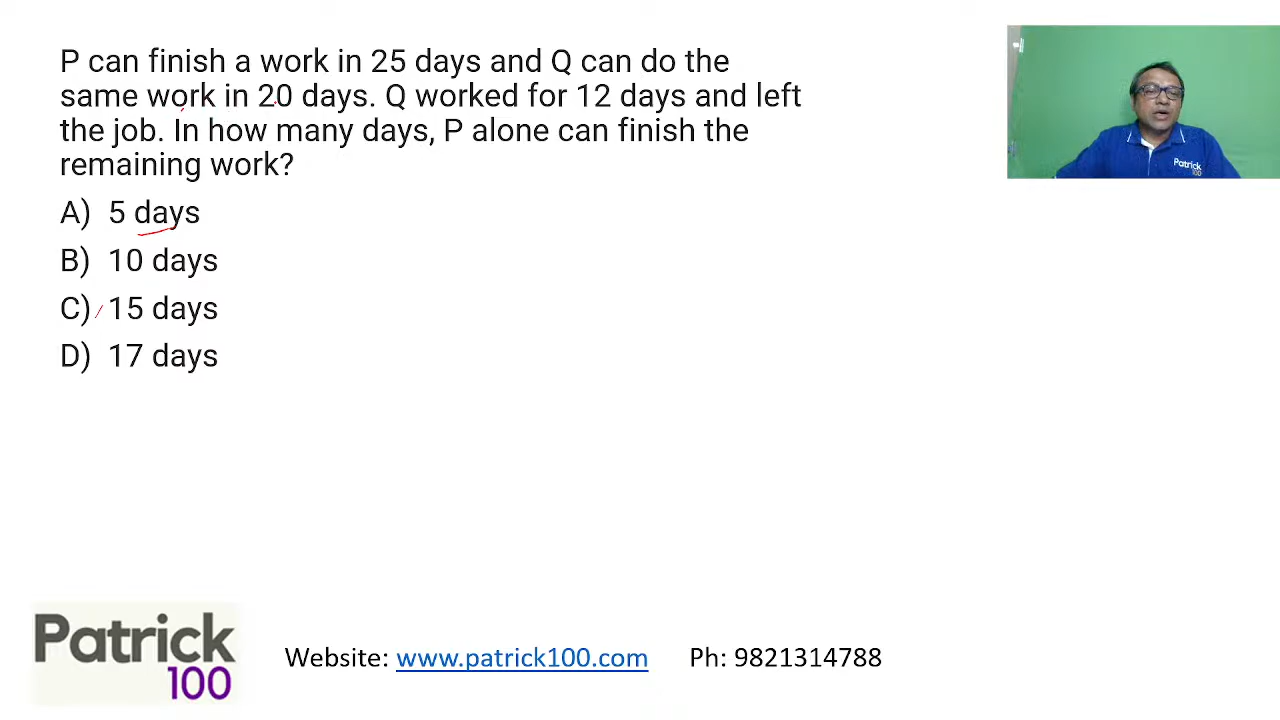 P can finish a work in 25 days and Q can do the
same work in 20 days. Q worked for 12 days and left
the job. In how many days, P alone can finish the
remaining work?
A) 5 days
B) 10 days
C) 15 days
D) 17 days
Patrick
100
Patrick
100
Website: www.patrick100.com Ph: 9821314788